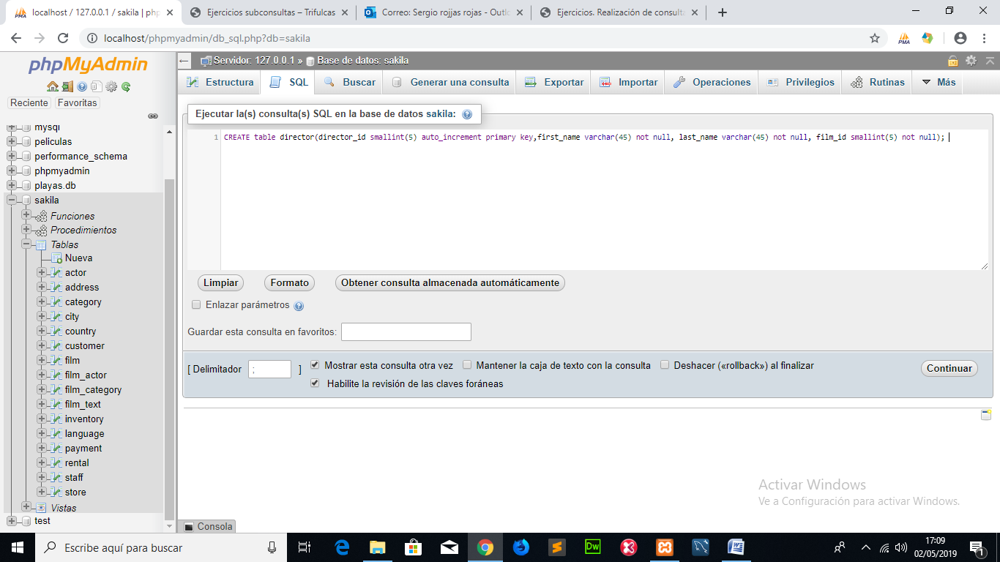 localhost / 127.0.0.1 / sakila | php
Ejercicios subconsultas – Trifulcas
Correo: Sergio rojjas rojas - Outlo
Ejercicios. Realización de consulta
localhost/phpmyadmin/db_sql.php?db=sakila
PMA
phpMyAdmin
Reciente
Favoritas
mysql
peliculas
performance_schema
phpmyadmin
playas.db
sakila
Funciones
Procedimientos
Tablas
Nueva
actor
address
category
city
country
customer
film
film_actor
film_category
film_text
inventory
language
payment
rental
staff
store
Vistas
test
Servidor: 127.0.0.1 » Base de datos: sakila
Estructura
SQL
Buscar
Generar una consulta
Exportar
Importar
Operaciones
Privilegios
Rutinas
Más
Ejecutar la(s) consulta(s) SQL en la base de datos sakila:
1 CREATE table director(director_id smallint(5) auto_increment primary key,first_name varchar(45) not null, last_name varchar(45) not null, film_id smallint(5) not null);
Limpiar
Formato
Obtener consulta almacenada automáticamente
Enlazar parámetros
Guardar esta consulta en favoritos:
[ Delimitador ; ]
Mostrar esta consulta otra vez
Mantener la caja de texto con la consulta
Deshacer («rollback») al finalizar
Habilite la revisión de las claves foráneas
Continuar
Activar Windows
Ve a Configuración para activar Windows.
Consola
Escribe aquí para buscar
Dw
17:09
02/05/2019
1